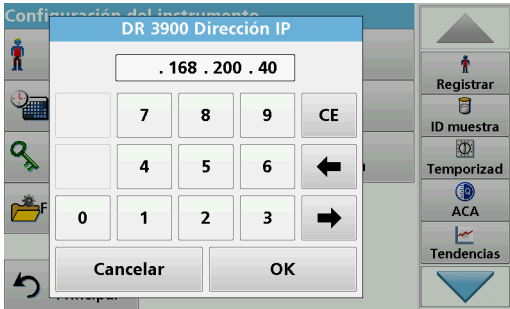 Configuración del instrumento
DR 3900 Dirección IP
. 168 . 200 . 40
7 8 9 CE
4 5 6
0 1 2 3
Cancelar OK
Principal
Registrar
ID muestra
Temporizad
ACA
Tendencias